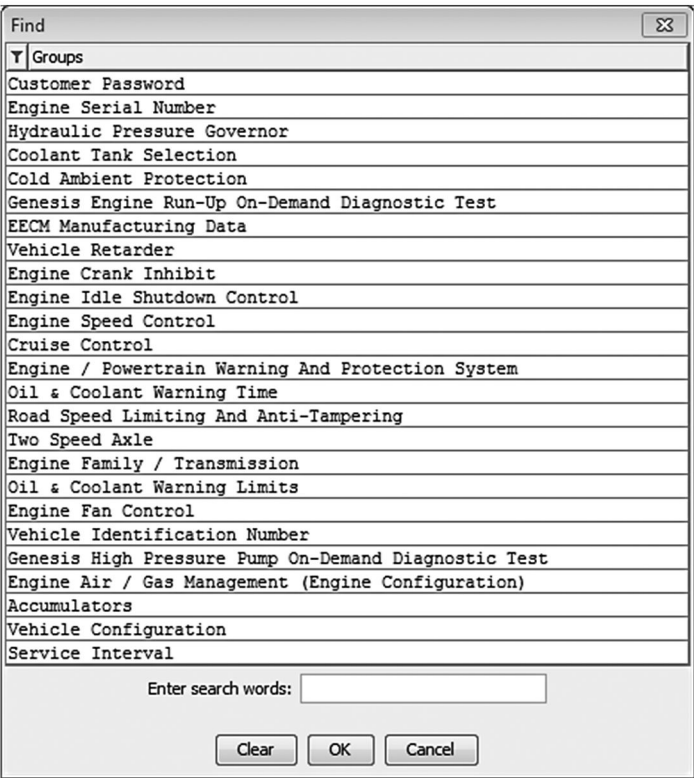 Find
Groups
Customer Password
Engine Serial Number
Hydraulic Pressure Governor
Coolant Tank Selection
Cold Ambient Protection
Genesis Engine Run-Up On-Demand Diagnostic Test
EECM Manufacturing Data
Vehicle Retarder
Engine Crank Inhibit
Engine Idle Shutdown Control
Engine Speed Control
Cruise Control
Engine / Powertrain Warning And Protection System
Oil & Coolant Warning Time
Road Speed Limiting And Anti-Tampering
Two Speed Axle
Engine Family / Transmission
Oil & Coolant Warning Limits
Engine Fan Control
Vehicle Identification Number
Genesis High Pressure Pump On-Demand Diagnostic Test
Engine Air / Gas Management (Engine Configuration)
Accumulators
Vehicle Configuration
Service Interval
Enter search words:
Clear OK Cancel